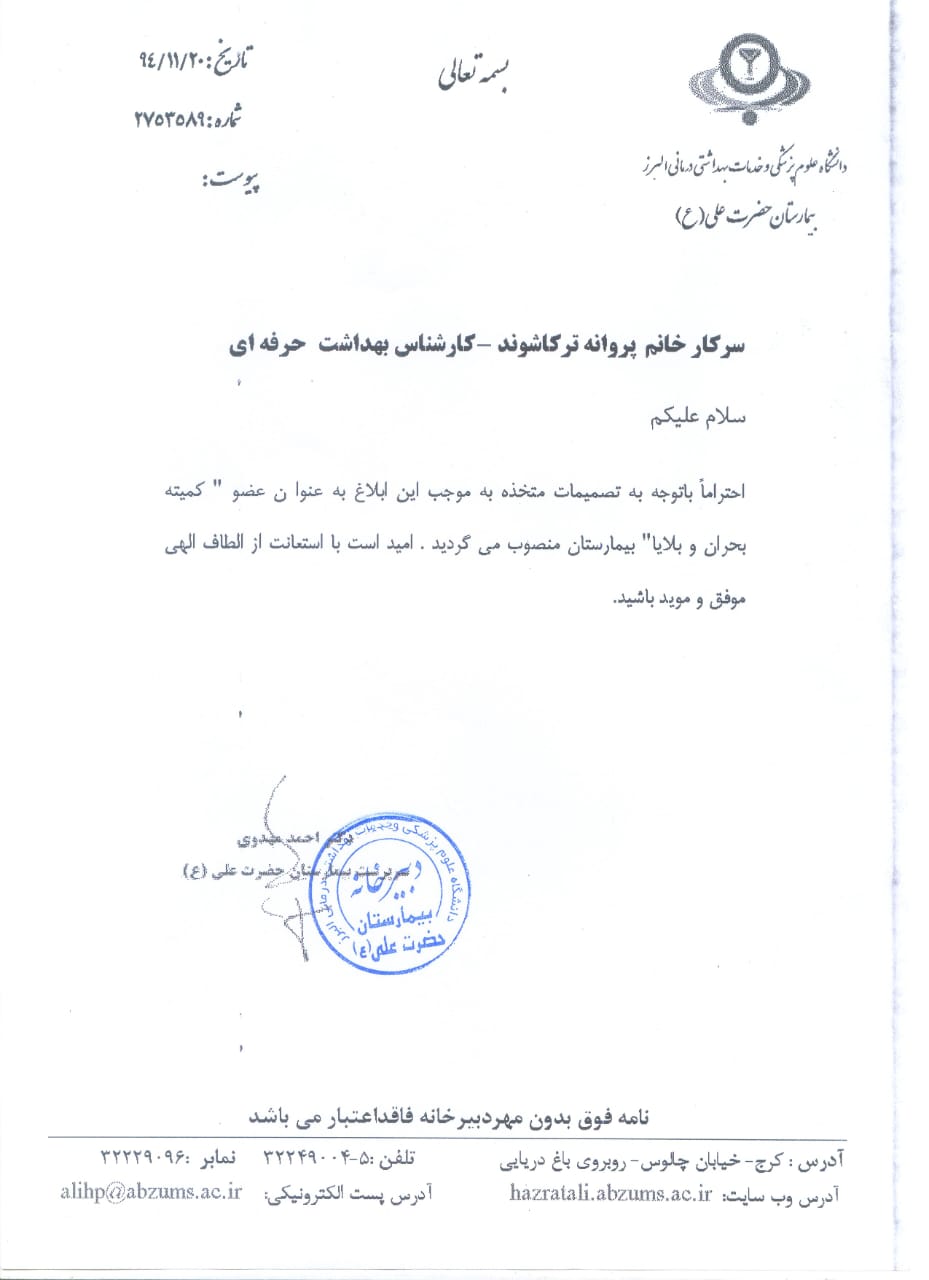 بسمه تعالی
تاریخ: ۹٤/۱۱/۲۰
شماره: ۲۷۵۳۵۸۹
پیوست:
دانشگاه علوم پزشکی و خدمات بهداشتی درمانی البرز
بیمارستان حضرت علی (ع)
سرکار خانم پروانه ترکاشوند –کارشناس بهداشت حرفه ای
سلام علیکم
احتراماً باتوجه به تصمیمات متخذه به موجب این ابلاغ به عنوا ن عضو " کمیته
بحران و بلایا" بیمارستان منصوب می گردید . امید است با استعانت از الطاف الهی
موفق و موید باشید.
دکتر احمد مهدوی
سرپرست بیمارستان حضرت علی (ع)
دانشگاه علوم پزشکی و خدمات بهداشتی درمانی البرز
دبیرخانه
بیمارستان
حضرت علی (ع)
نامه فوق بدون مهردبیرخانه فاقداعتبار می باشد
آدرس : کرج- خیابان چالوس- روبروی باغ دریایی تلفن :۵-۳۲۲۴۹۰۰۴ نمابر :۳۲۲۲۹۰۹۶
آدرس وب سایت: hazratali.abzums.ac.ir آدرس پست الکترونیکی: alihp@abzums.ac.ir